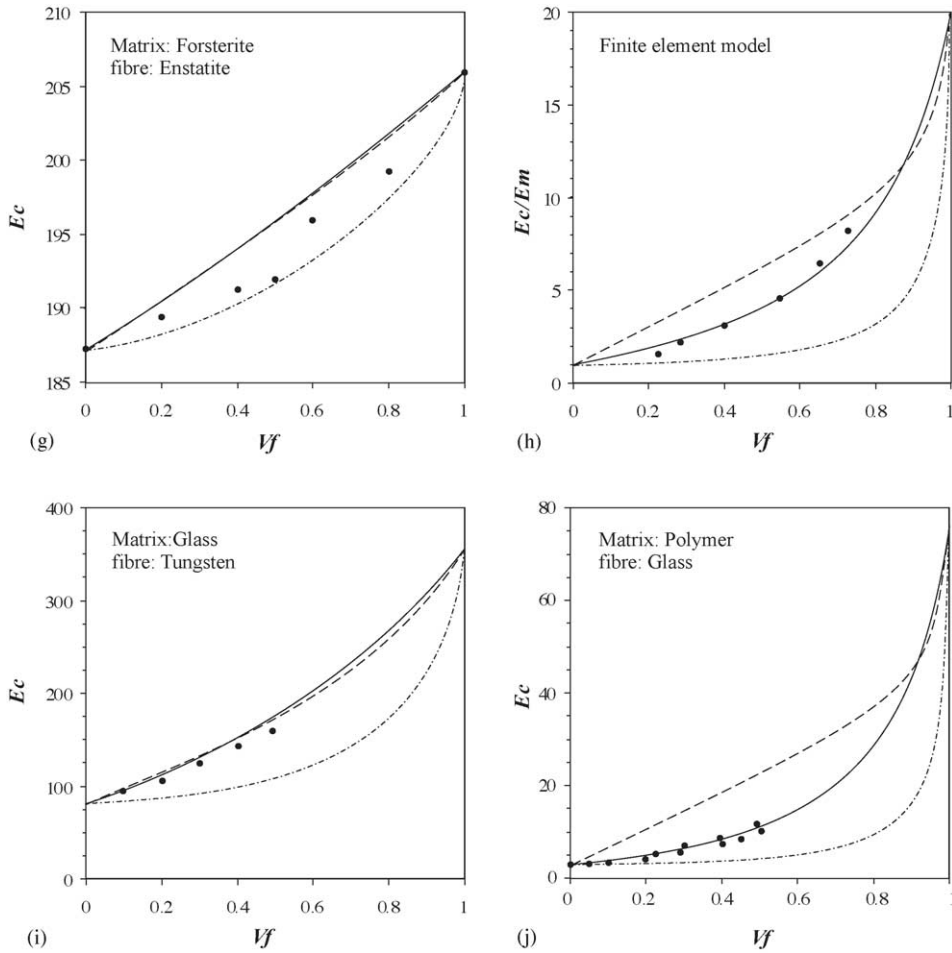 210
205
200
195
190
185
Ec
Matrix: Forsterite
fibre: Enstatite
0
0.2
0.4
0.6
0.8
1
Vf
(g)
20
15
10
5
0
Ec/Em
Finite element model
0
0.2
0.4
0.6
0.8
1
Vf
(h)
400
300
200
100
0
Ec
Matrix:Glass
fibre: Tungsten
0
0.2
0.4
0.6
0.8
1
Vf
(i)
80
60
40
20
0
Ec
Matrix: Polymer
fibre: Glass
0
0.2
0.4
0.6
0.8
1
Vf
(j)